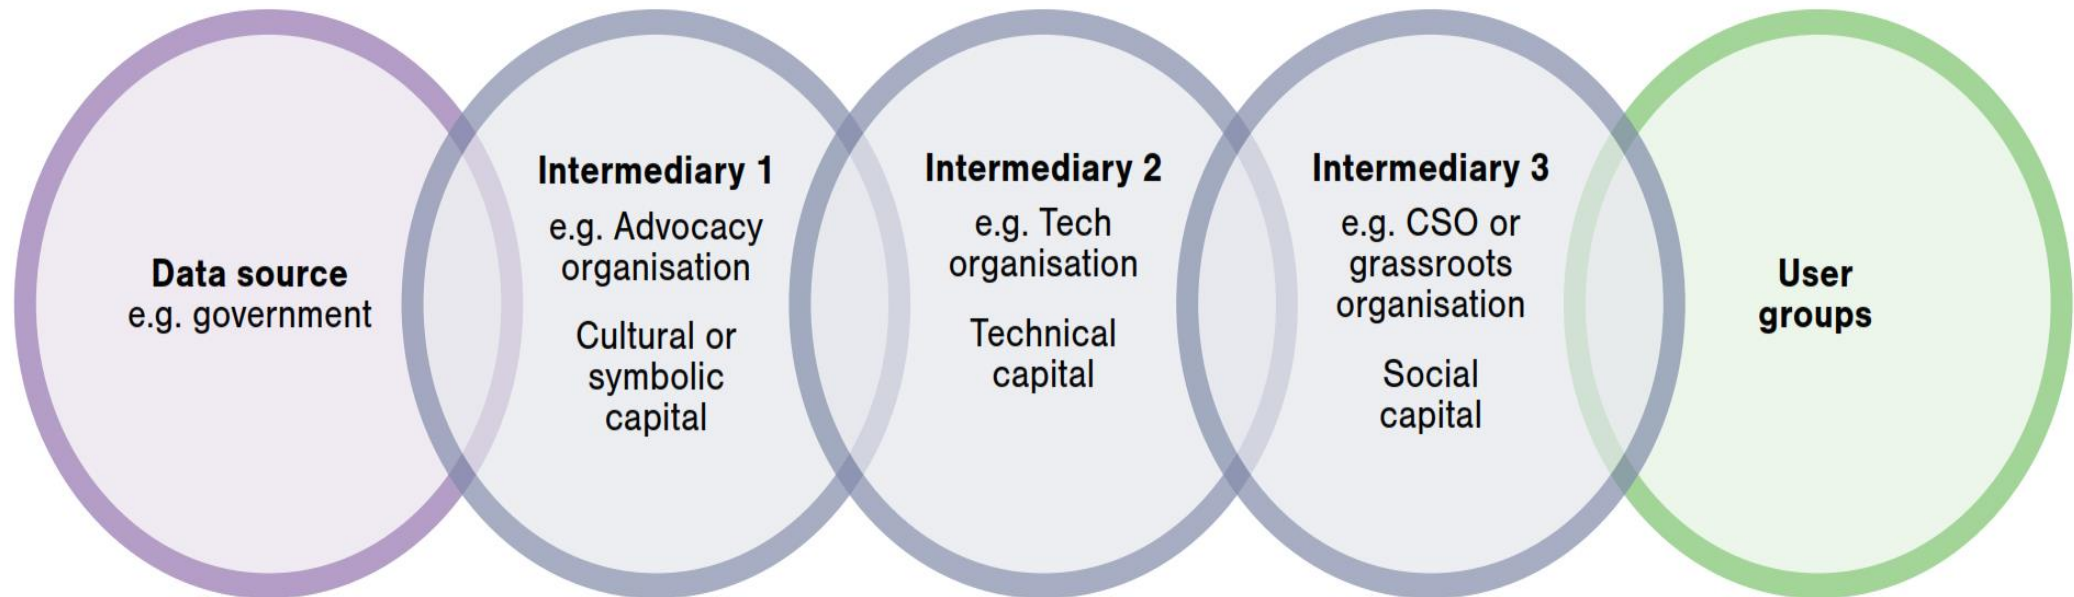 Data source
e.g. government
Intermediary 1
e.g. Advocacy
organisation
Cultural or
symbolic
capital
Intermediary 2
e.g. Tech
organisation
Technical
capital
Intermediary 3
e.g. CSO or
grassroots
organisation
Social
capital
User
groups